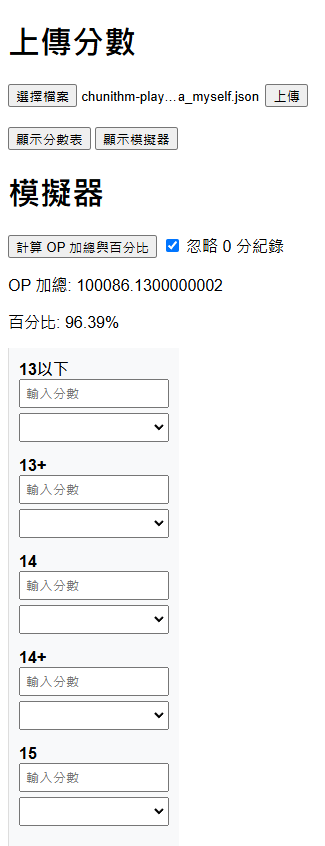 上傳分數
選擇檔案 chunithm-play…a_myself.json 上傳
顯示分數表 顯示模擬器
模擬器
計算 OP 加總與百分比 忽略 0 分紀錄
OP 加總: 100086.1300000002
百分比: 96.39%
13以下
輸入分數
13+
輸入分數
14
輸入分數
14+
輸入分數
15
輸入分數